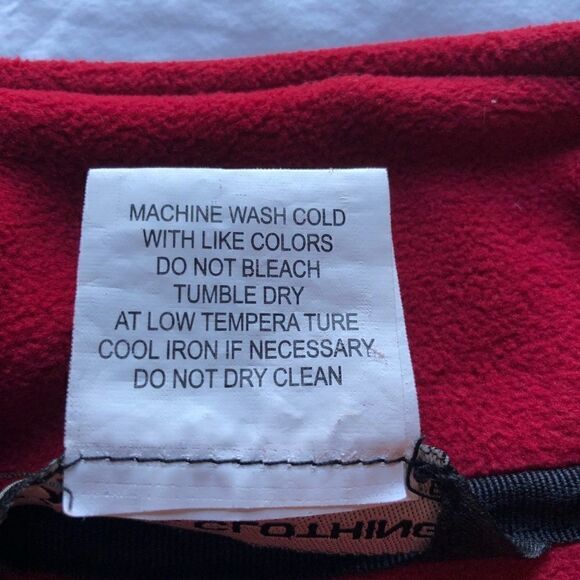 MACHINE WASH COLD
WITH LIKE COLORS
DO NOT BLEACH
TUMBLE DRY
AT LOW TEMPERA TURE
COOL IRON IF NECESSARY
DO NOT DRY CLEAN
CLOTHING